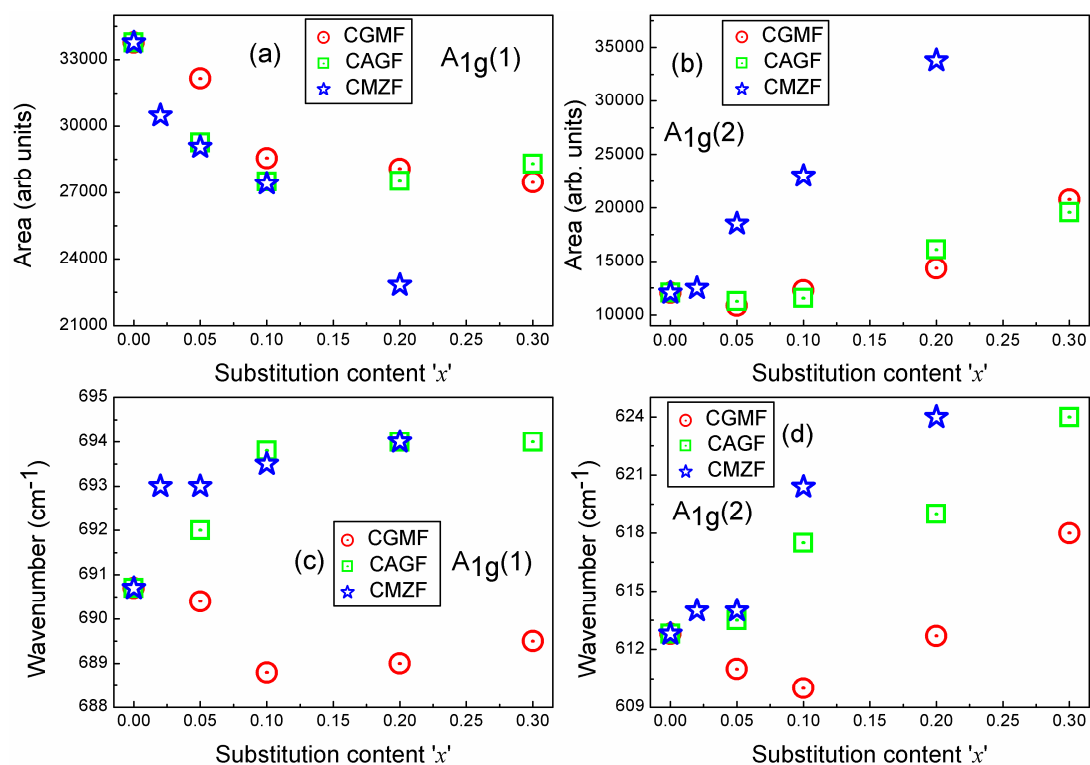 (a)
CGMF
CAGF
CMZF
A1g(1)
33000
30000
27000
24000
21000
Area (arb units)
0.00 0.05 0.10 0.15 0.20 0.25 0.30
Substitution content 'x'
(b)
CGMF
CAGF
CMZF
A1g(2)
35000
30000
25000
20000
15000
10000
Area (arb. units)
0.00 0.05 0.10 0.15 0.20 0.25 0.30
Substitution content 'x'
695
694
693
692
691
690
689
688
Wavenumber (cm-1)
(c)
CGMF
CAGF
CMZF
A1g(1)
0.00 0.05 0.10 0.15 0.20 0.25 0.30
Substitution content 'x'
624
621
618
615
612
609
Wavenumber (cm-1)
CGMF
CAGF
CMZF
(d)
A1g(2)
0.00 0.05 0.10 0.15 0.20 0.25 0.30
Substitution content 'x'